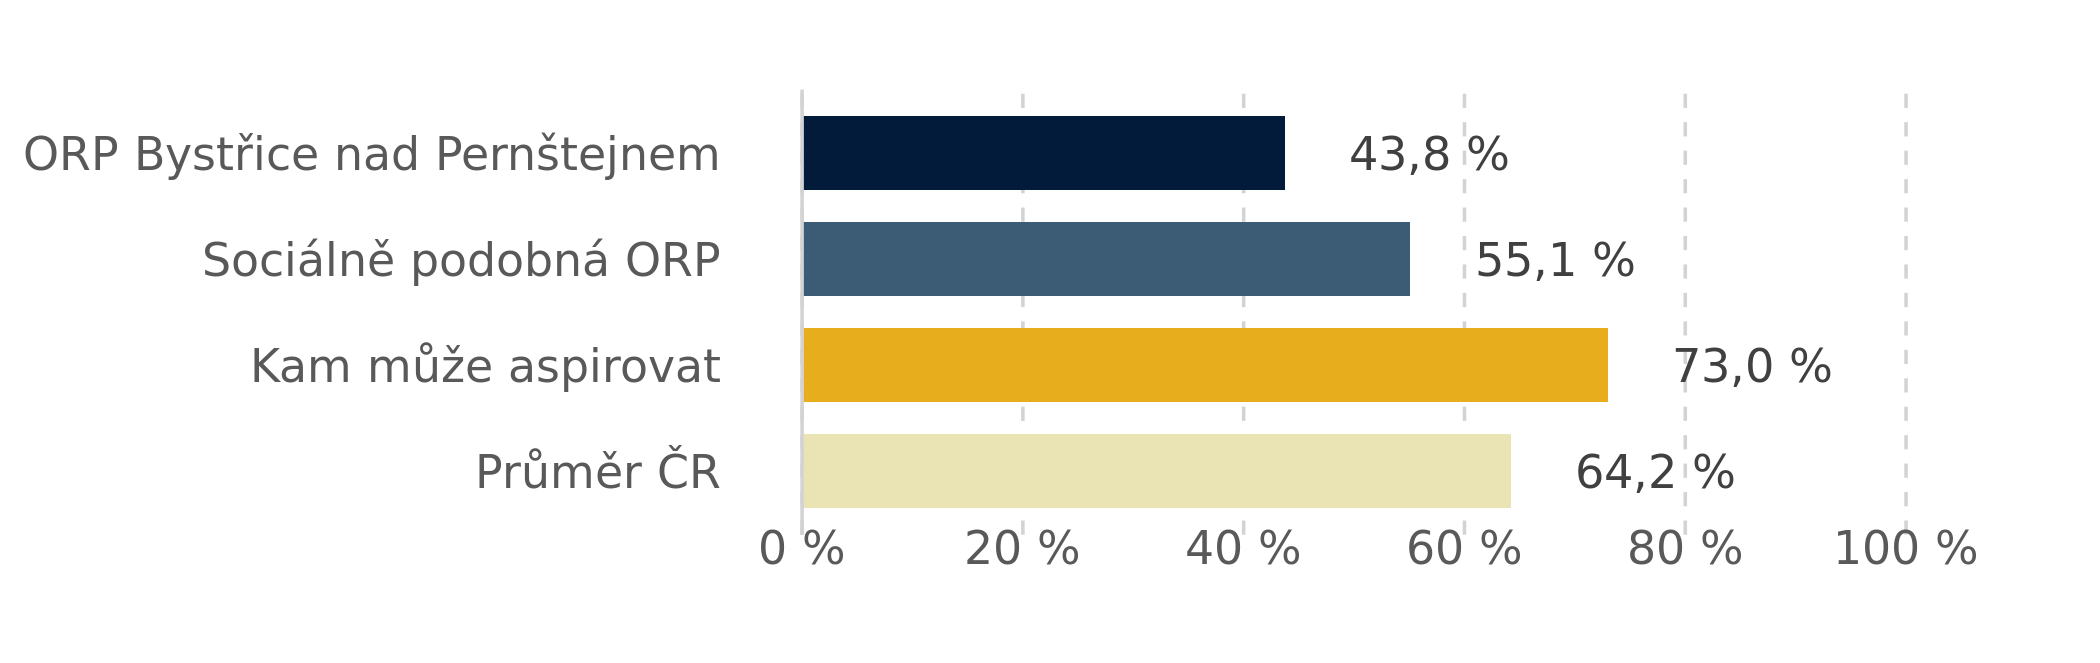 ORP Bystřice nad Pernštejnem 43,8 %
Sociálně podobná ORP 55,1 %
Kam může aspirovat 73,0 %
Průměr ČR 64,2 %
0 % 20 % 40 % 60 % 80 % 100 %